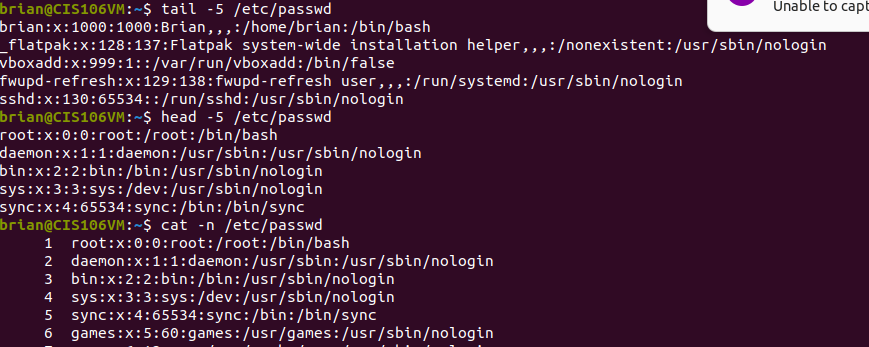 brian@CIS106VM:~$ tail -5 /etc/passwd
Unable to capt
brian:x:1000:1000:Brian,,,:/home/brian:/bin/bash
_flatpak:x:128:137:Flatpak system-wide installation helper,,,:/nonexistent:/usr/sbin/nologin
vboxadd:x:999:1::/var/run/vboxadd:/bin/false
fwupd-refresh:x:129:138:fwupd-refresh user,,,:/run/systemd:/usr/sbin/nologin
sshd:x:130:65534::/run/sshd:/usr/sbin/nologin
brian@CIS106VM:~$ head -5 /etc/passwd
root:x:0:0:root:/root:/bin/bash
daemon:x:1:1:daemon:/usr/sbin:/usr/sbin/nologin
bin:x:2:2:bin:/bin:/usr/sbin/nologin
sys:x:3:3:sys:/dev:/usr/sbin/nologin
sync:x:4:65534:sync:/bin:/bin/sync
brian@CIS106VM:~$ cat -n /etc/passwd
1 root:x:0:0:root:/root:/bin/bash
2 daemon:x:1:1:daemon:/usr/sbin:/usr/sbin/nologin
3 bin:x:2:2:bin:/bin:/usr/sbin/nologin
4 sys:x:3:3:sys:/dev:/usr/sbin/nologin
5 sync:x:4:65534:sync:/bin:/bin/sync
6 games:x:5:60:games:/usr/games:/usr/sbin/nologin